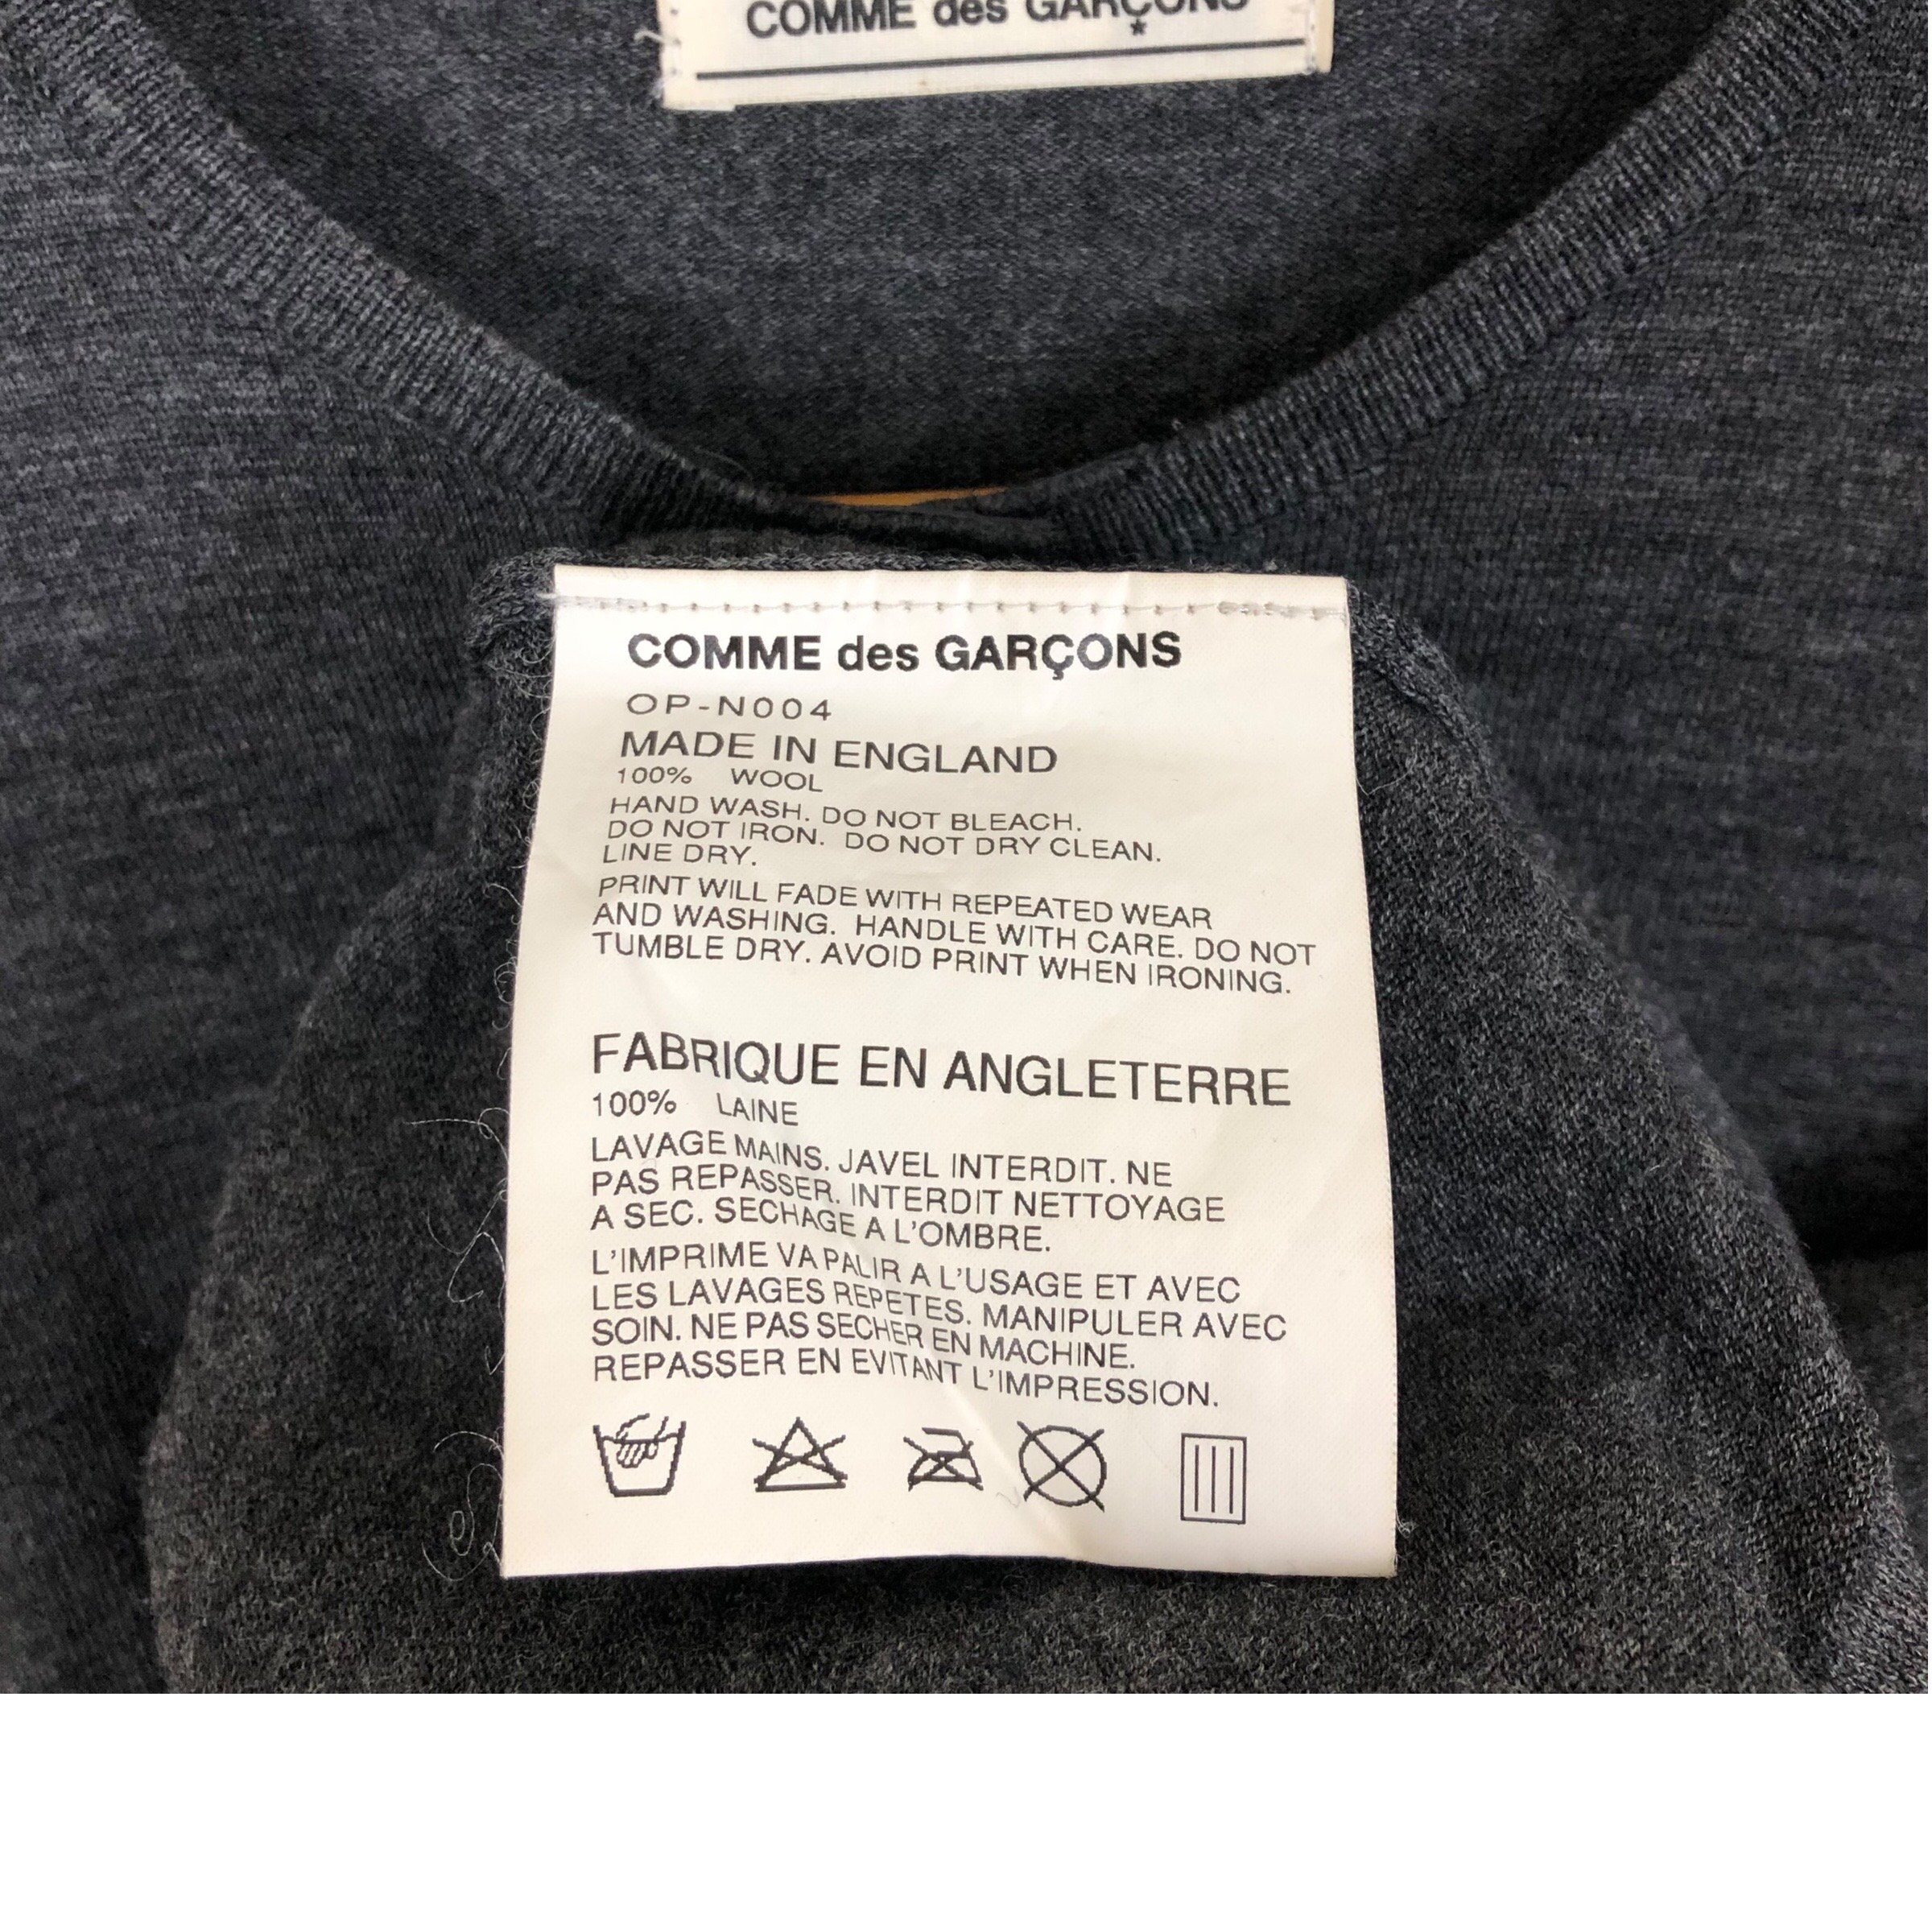 COMME des GARÇONS
COMME des GARÇONS
OP-N004
MADE IN ENGLAND
100% WOOL
HAND WASH. DO NOT BLEACH.
DO NOT IRON. DO NOT DRY CLEAN.
LINE DRY.
PRINT WILL FADE WITH REPEATED WEAR
AND WASHING. HANDLE WITH CARE. DO NOT
TUMBLE DRY. AVOID PRINT WHEN IRONING.
FABRIQUE EN ANGLETERRE
100% LAINE
LAVAGE MAINS. JAVEL INTERDIT. NE
PAS REPASSER. INTERDIT NETTOYAGE
A SEC. SECHAGE A L'OMBRE.
L'IMPRIME VA PALIR A L'USAGE ET AVEC
LES LAVAGES REPETES. MANIPULER AVEC
SOIN. NE PAS SECHER EN MACHINE.
REPASSER EN EVITANT L'IMPRESSION.